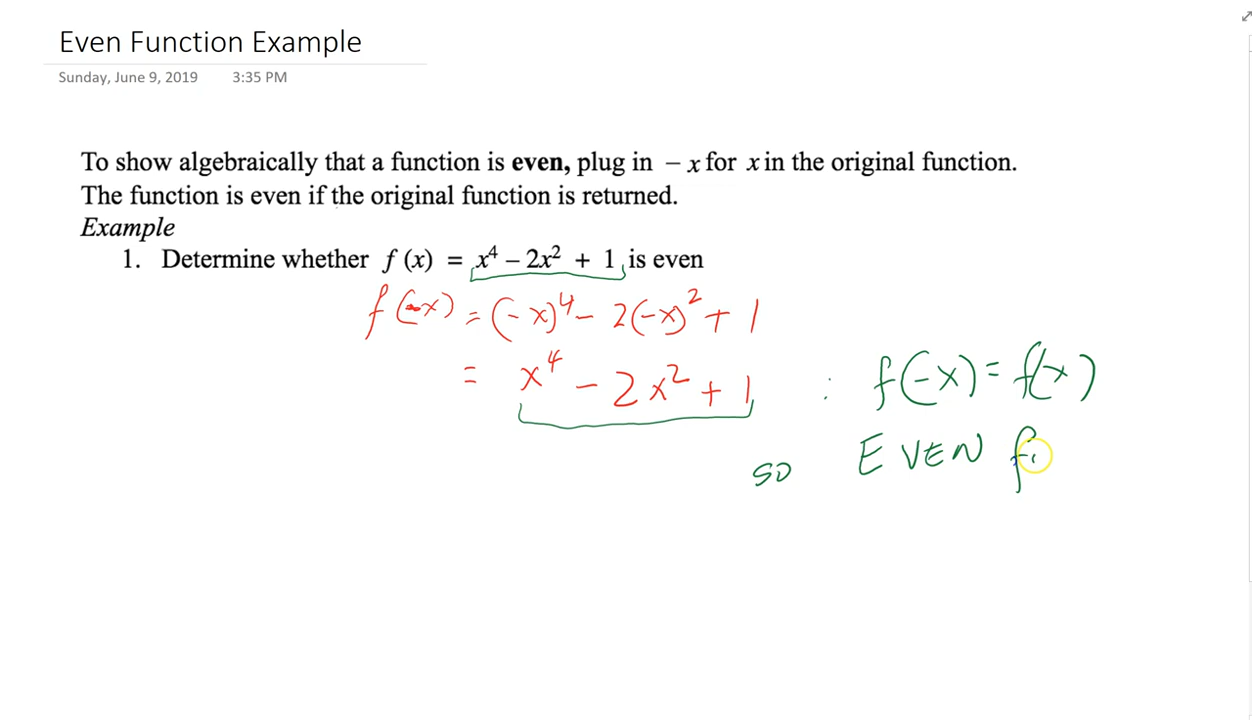 Even Function Example
Sunday, June 9, 2019 3:35 PM
To show algebraically that a function is even, plug in − x for x in the original function.
The function is even if the original function is returned.
Example
1. Determine whether f (x) = x⁴ − 2x² + 1 is even
f(-x) = (-x)⁴ - 2(-x)² + 1
= x⁴ - 2x² + 1
: f(-x) = f(x)
so EVEN f